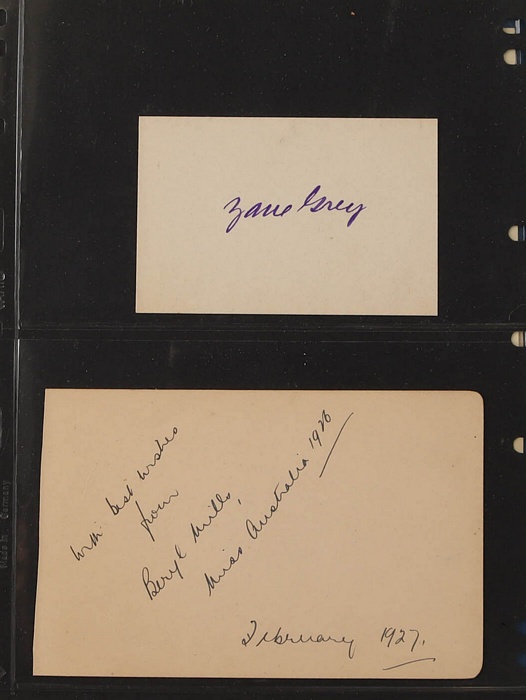 Zane Grey
With best wishes
from
Beryl Mills,
Miss Australia 1926
February 1927.